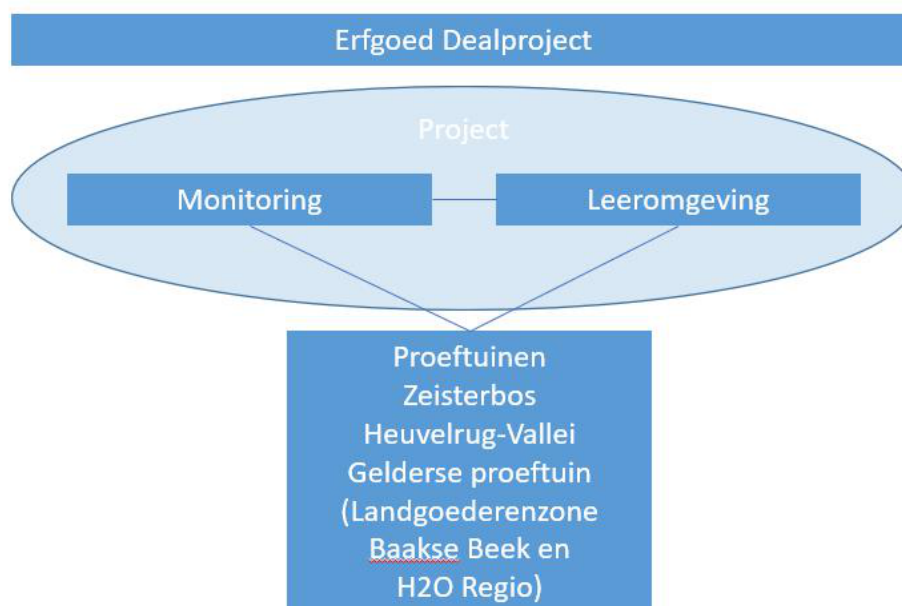 Erfgoed Dealproject
Project
Monitoring
Leeromgeving
Proeftuinen
Zeisterbos
Heuvelrug-Vallei
Gelderse proeftuin
(Landgoederenzone
Baakse Beek en
H2O Regio)